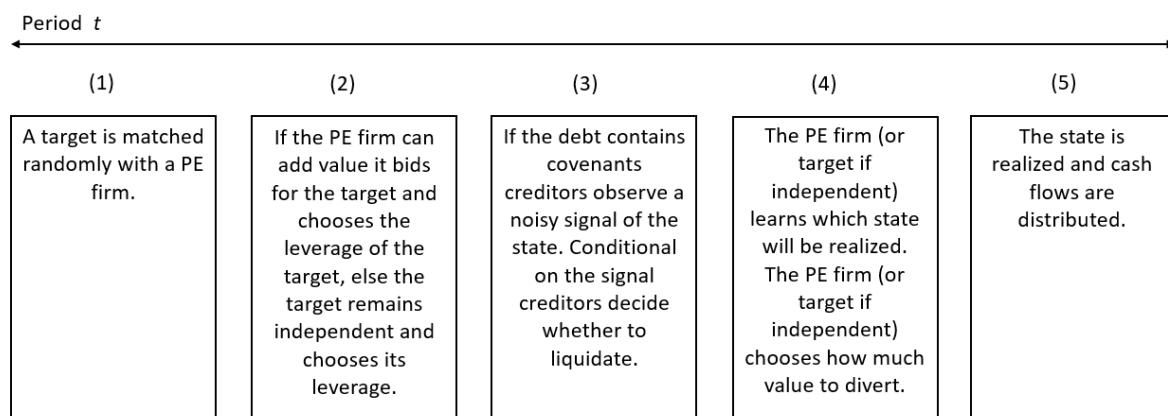 Period t
(1)
(2)
(3)
(4)
(5)
A target is matched
randomly with a PE
firm.
If the PE firm can
add value it bids
for the target and
chooses the
leverage of the
target, else the
target remains
independent and
chooses its
leverage.
If the debt contains
covenants
creditors observe a
noisy signal of the
state. Conditional
on the signal
creditors decide
whether to
liquidate.
The PE firm (or
target if
independent)
learns which state
will be realized.
The PE firm (or
target if
independent)
chooses how much
value to divert.
The state is
realized and cash
flows are
distributed.